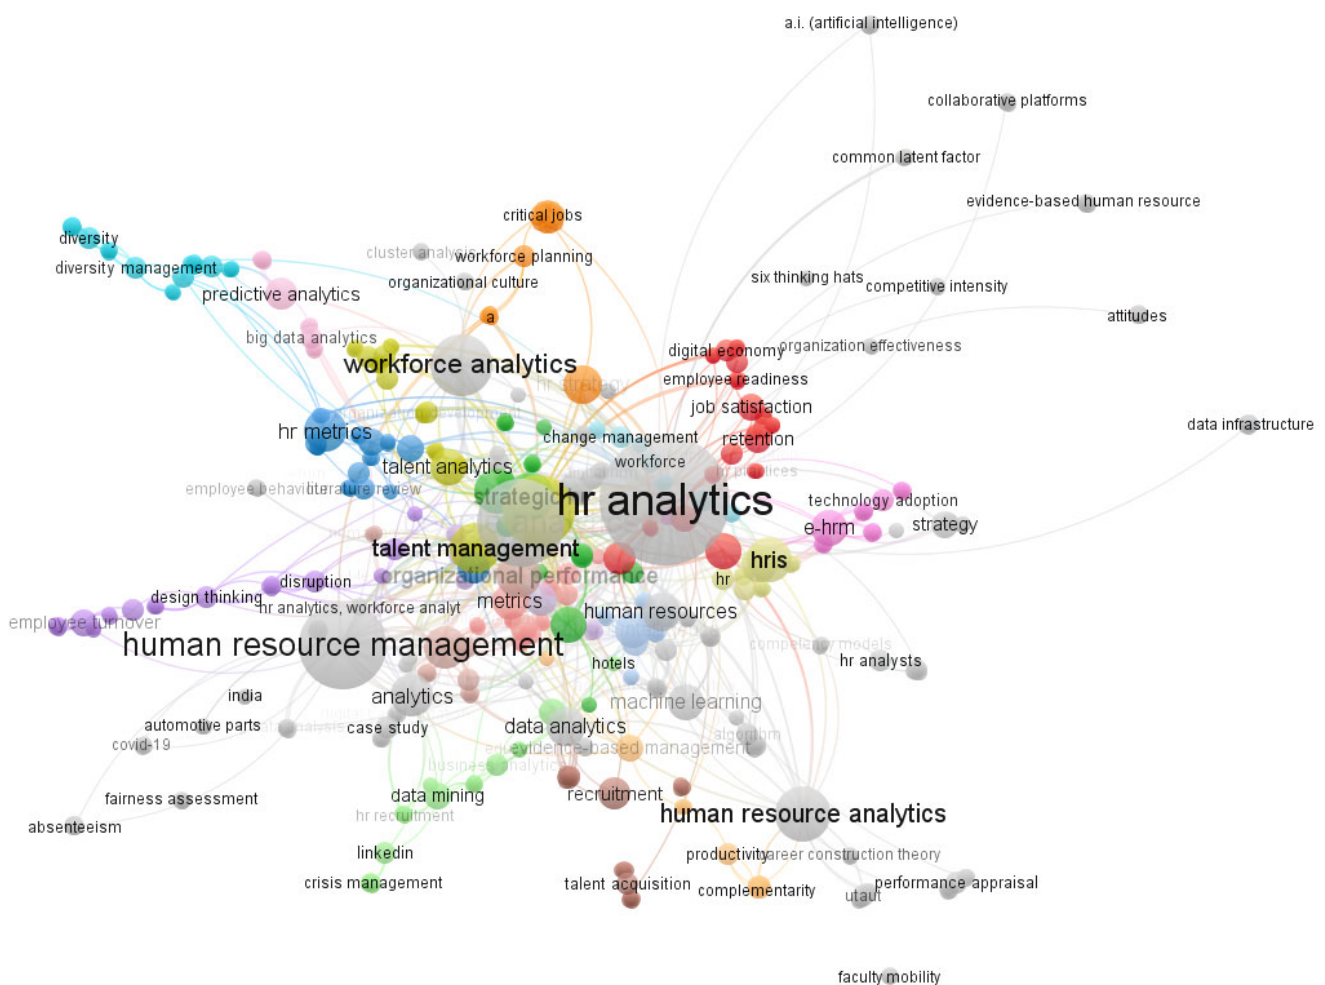 a.i. (artificial intelligence)
collaborative platforms
common latent factor
evidence-based human resource
critical jobs
diversity
cluster analysis
workforce planning
diversity management
organizational culture
six thinking hats
competitive intensity
predictive analytics
a
attitudes
big data analytics
digital economy
organization effectiveness
workforce analytics
employee readiness
hr strategy
job satisfaction
organization development
data infrastructure
hr metrics
change management
retention
workforce
talent analytics
hr practices
employee behavior
literature review
strategic
hr analytics
technology adoption
e-hrm
strategy
talent management
hris
organizational performance
hr
disruption
design thinking
metrics
hr analytics, workforce analyt
human resources
employee turnover
human resource management
competency models
hotels
hr analysts
india
analytics
machine learning
automotive parts
case study
data analytics
algorithm
covid-19
evidence-based management
business analytics
fairness assessment
data mining
recruitment
hr recruitment
human resource analytics
absenteeism
linkedin
productivity
career construction theory
crisis management
talent acquisition
complementarity
performance appraisal
utaut
faculty mobility